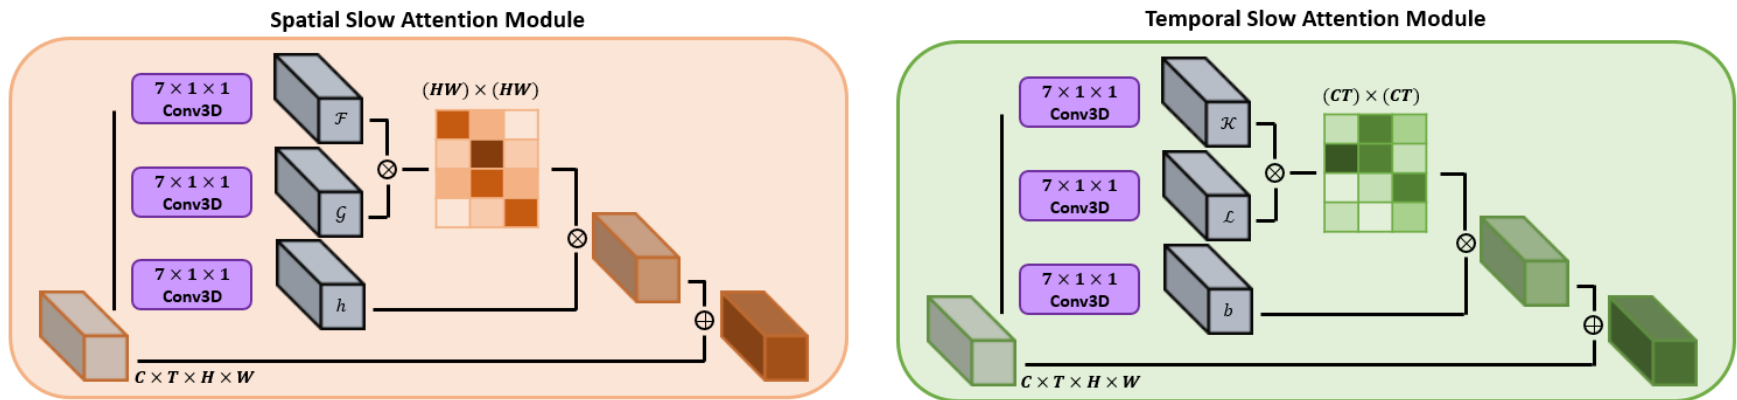 Spatial Slow Attention Module
7 × 1 × 1
Conv3D
ℱ
(HW) × (HW)
7 × 1 × 1
Conv3D
𝒢
7 × 1 × 1
Conv3D
h
C × T × H × W
Temporal Slow Attention Module
7 × 1 × 1
Conv3D
𝒦
(CT) × (CT)
7 × 1 × 1
Conv3D
ℒ
7 × 1 × 1
Conv3D
b
C × T × H × W